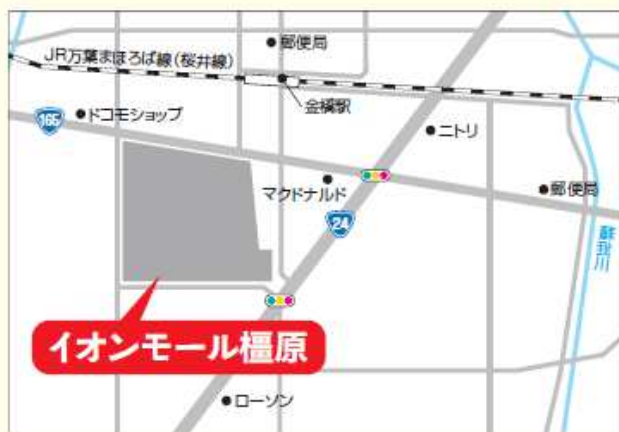 郵便局
JR万葉まほろば線(桜井線)
金橋駅
165
ドコモショップ
ニトリ
マクドナルド
郵便局
24
蘇我川
イオンモール橿原
ローソン